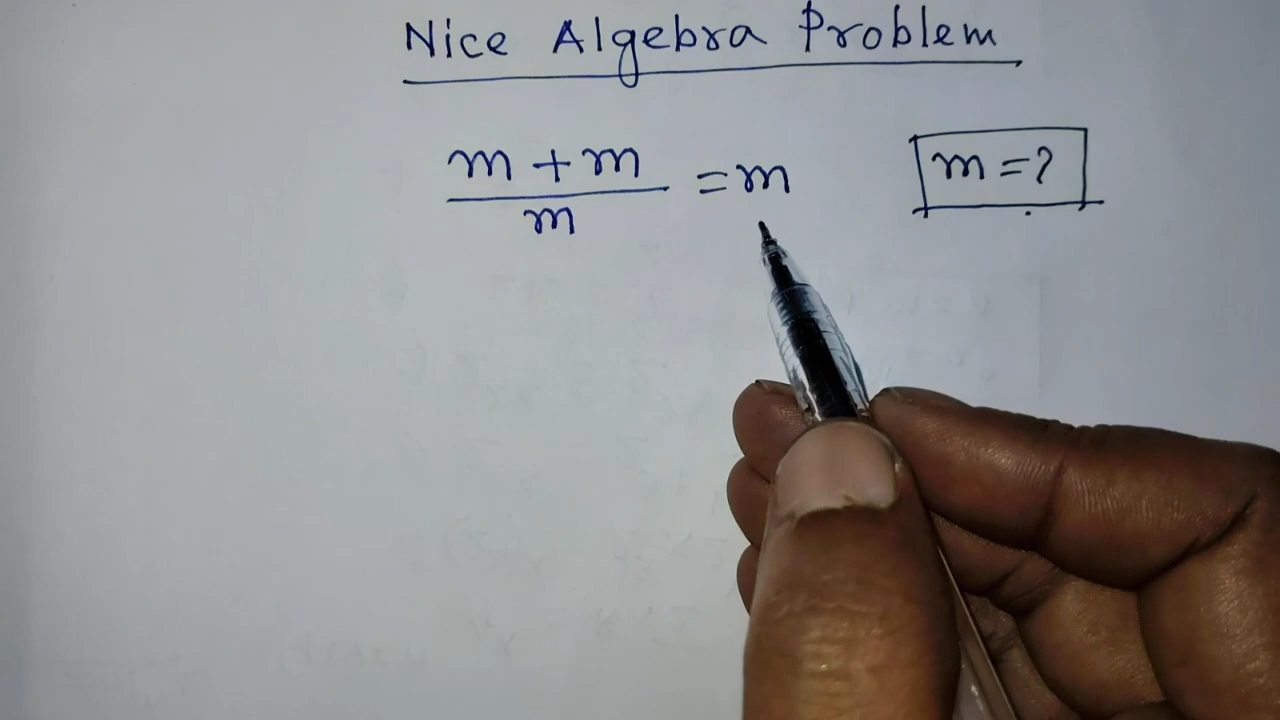 Nice Algebra Problem
m + m / m = m
m = ?